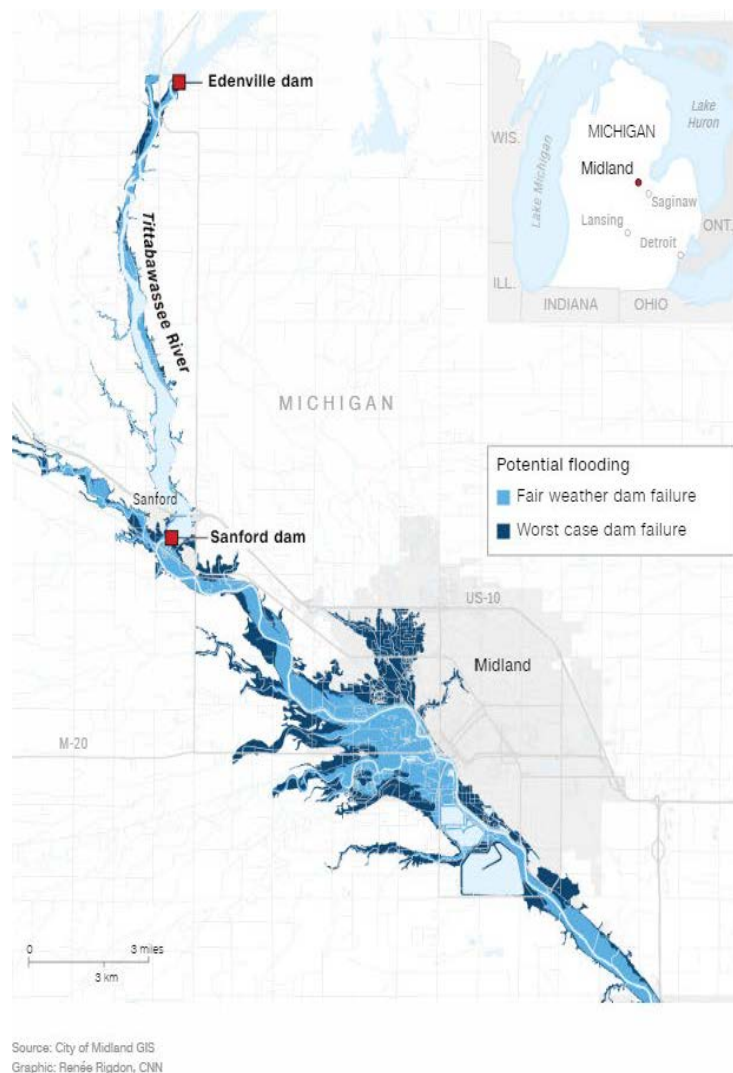 Edenville dam
Tittabawassee River
MICHIGAN
Sanford
Sanford dam
US-10
Midland
M-20
WIS.
MICHIGAN
Lake Huron
Midland
Lake Michigan
Saginaw
Lansing
Detroit
ONT.
ILL.
INDIANA
OHIO
Potential flooding
Fair weather dam failure
Worst case dam failure
0 3 miles
3 km
Source: City of Midland GIS
Graphic: Renée Rigdon, CNN